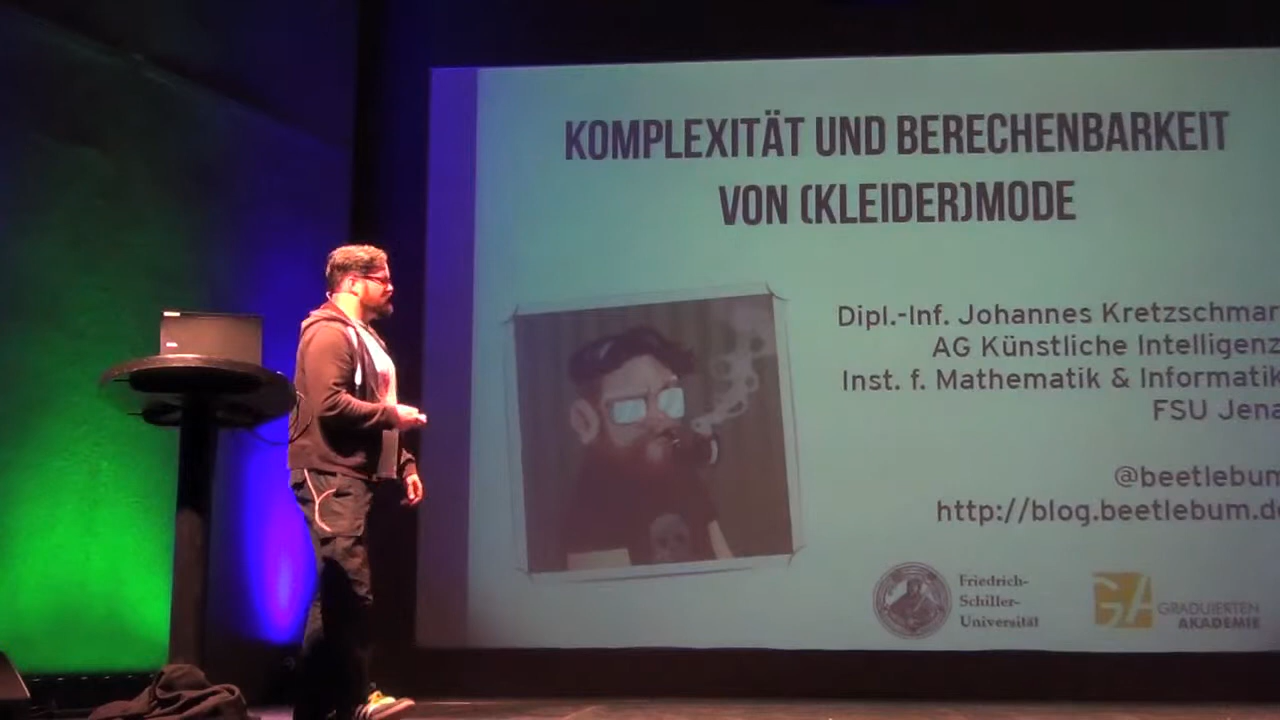 KOMPLEXITÄT UND BERECHENBARKEIT
VON (KLEIDER)MODE
Dipl.-Inf. Johannes Kretzschmar
AG Künstliche Intelligenz
Inst. f. Mathematik & Informatik
FSU Jena
@beetlebum
http://blog.beetlebum.de
Friedrich-
Schiller-
Universität
GA GRADUIERTEN
AKADEMIE